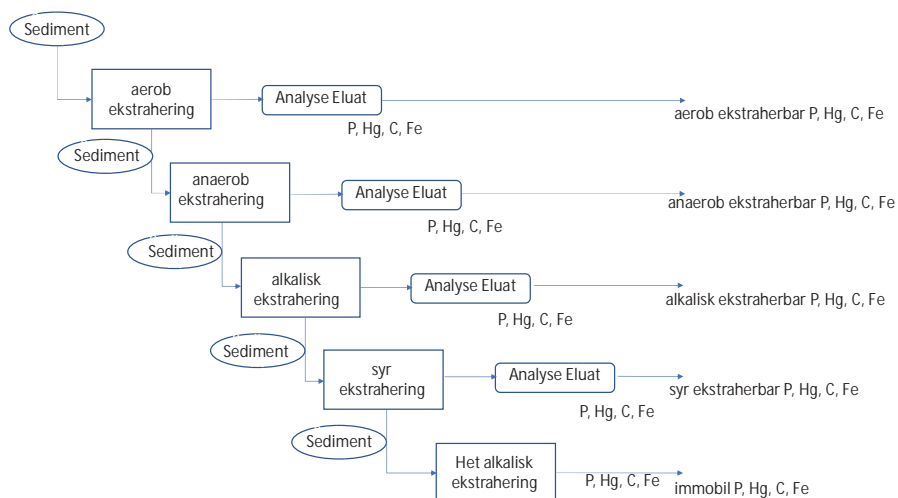 Sediment
aerob
ekstrahering
Analyse Eluat
P, Hg, C, Fe
aerob ekstraherbar P, Hg, C, Fe
Sediment
anaerob
ekstrahering
Analyse Eluat
P, Hg, C, Fe
anaerob ekstraherbar P, Hg, C, Fe
Sediment
alkalisk
ekstrahering
Analyse Eluat
P, Hg, C, Fe
alkalisk ekstraherbar P, Hg, C, Fe
Sediment
syr
ekstrahering
Analyse Eluat
P, Hg, C, Fe
syr ekstraherbar P, Hg, C, Fe
Sediment
Het alkalisk
ekstrahering
P, Hg, C, Fe
immobil P, Hg, C, Fe